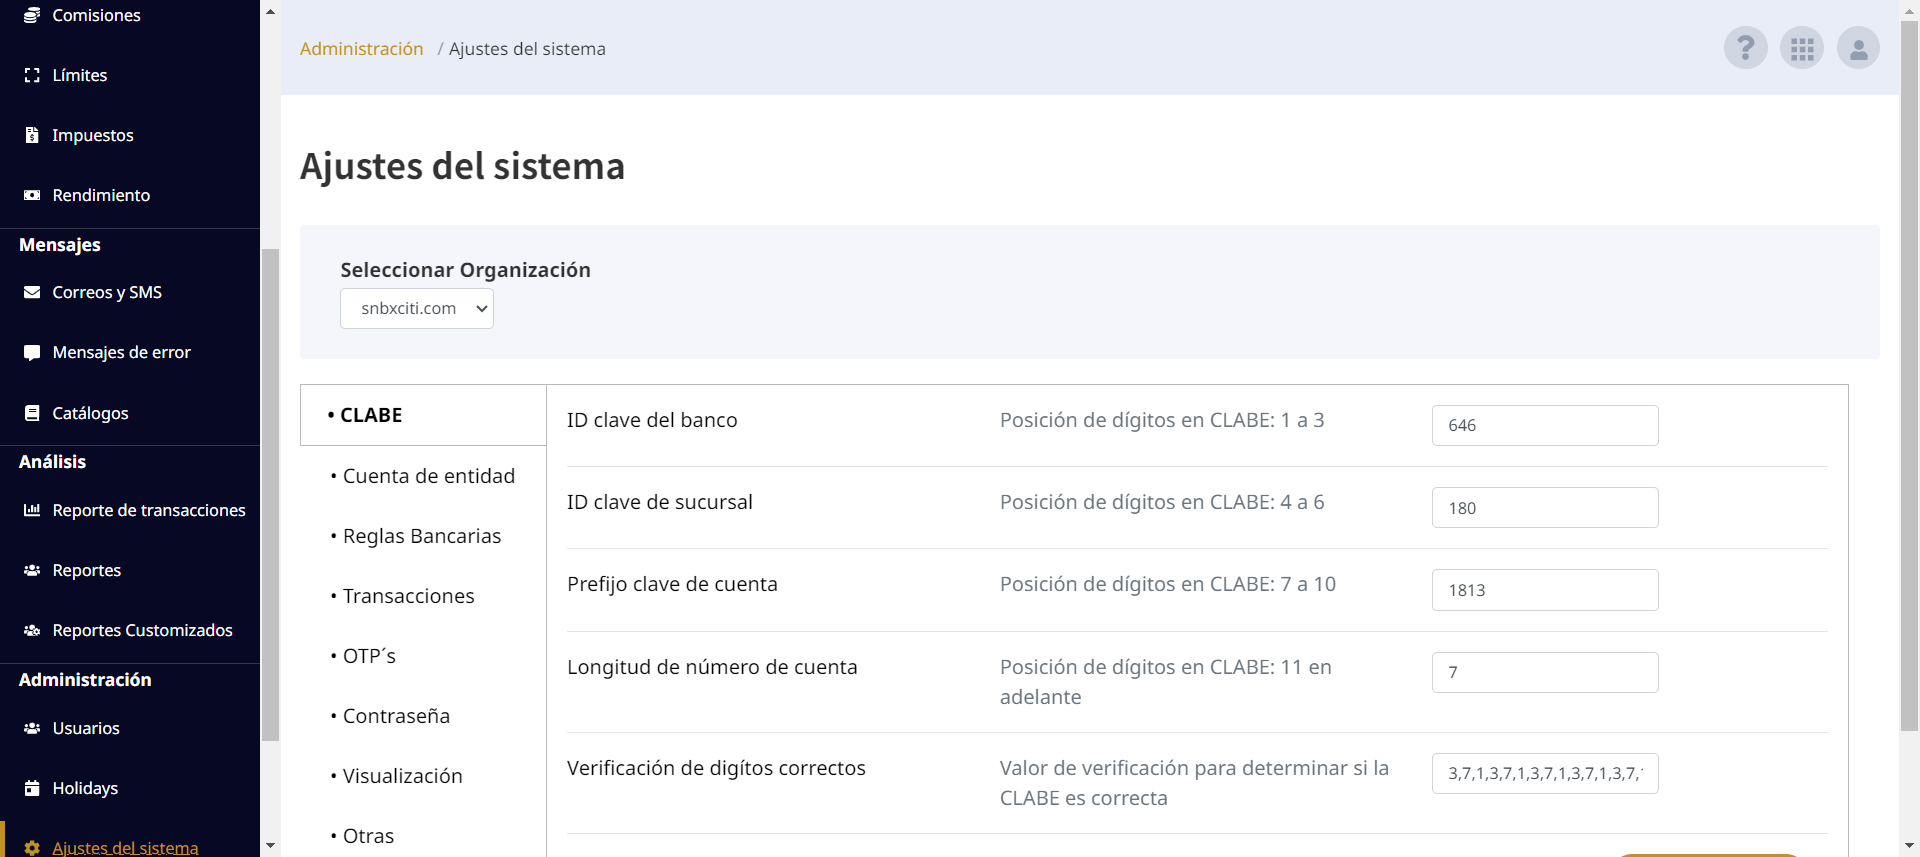 Comisiones
Límites
Impuestos
Rendimiento
Mensajes
Correos y SMS
Mensajes de error
Catálogos
Análisis
Reporte de transacciones
Reportes
Reportes Customizados
Administración
Usuarios
Holidays
Ajustes del sistema
Administración / Ajustes del sistema
?
Ajustes del sistema
Seleccionar Organización
snbxciti.com
• CLABE
• Cuenta de entidad
• Reglas Bancarias
• Transacciones
• OTP´s
• Contraseña
• Visualización
• Otras
ID clave del banco
Posición de dígitos en CLABE: 1 a 3
646
ID clave de sucursal
Posición de dígitos en CLABE: 4 a 6
180
Prefijo clave de cuenta
Posición de dígitos en CLABE: 7 a 10
1813
Longitud de número de cuenta
Posición de dígitos en CLABE: 11 en
adelante
7
Verificación de digítos correctos
Valor de verificación para determinar si la
CLABE es correcta
3,7,1,3,7,1,3,7,1,3,7,1,3,7,